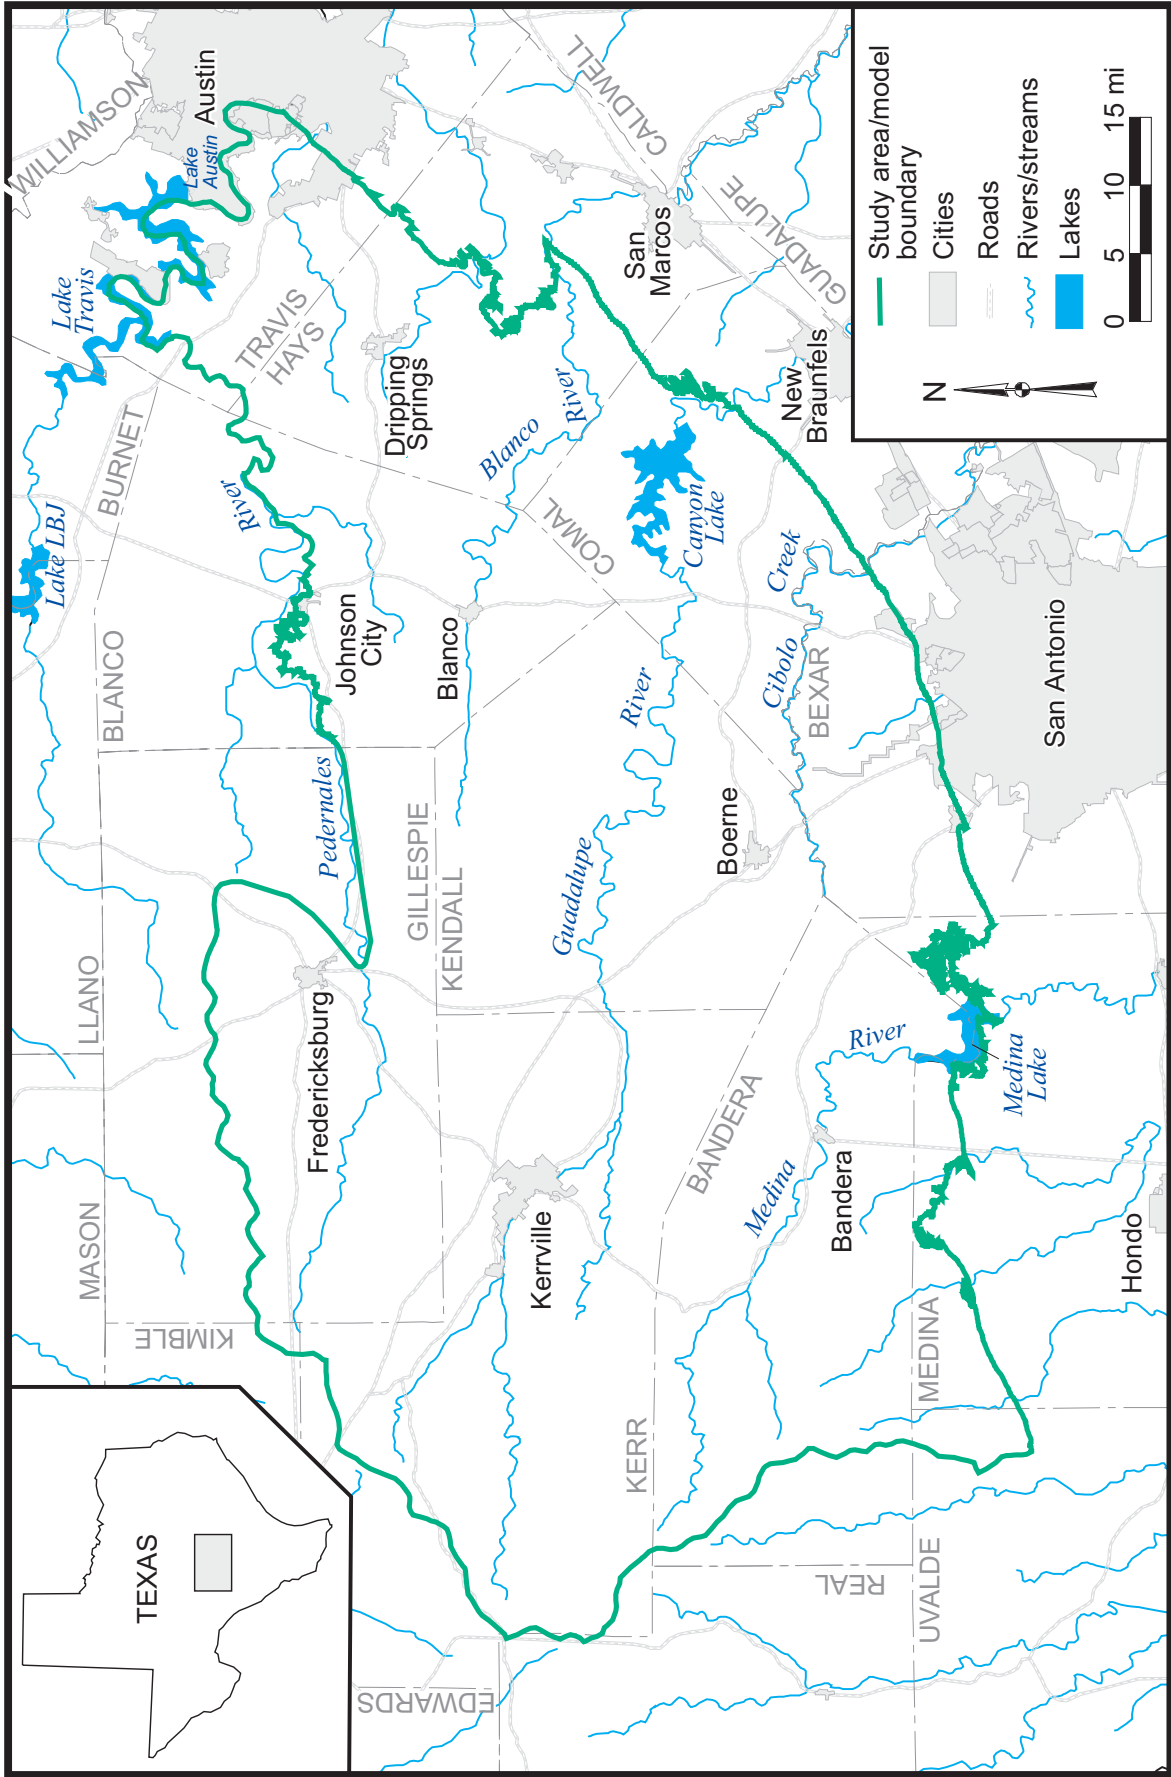 TEXAS
EDWARDS
KIMBLE
MASON
LLANO
BLANCO
BURNET
WILLIAMSON
Lake LBJ
Lake
Travis
Lake
Austin
Austin
TRAVIS
HAYS
River
Pedernales
Johnson
City
Fredericksburg
GILLESPIE
KENDALL
Blanco
Dripping
Springs
Blanco
River
CALDWELL
San
Marcos
GUADALUPE
COMAL
Canyon
Lake
New
Braunfels
Kerrville
Guadalupe
River
KERR
BANDERA
Boerne
Cibolo
Creek
BEXAR
San Antonio
Medina
River
Bandera
Medina
Lake
REAL
UVALDE
MEDINA
Hondo
Study area/model
boundary
Cities
Roads
Rivers/streams
Lakes
N
0 5 10 15 mi